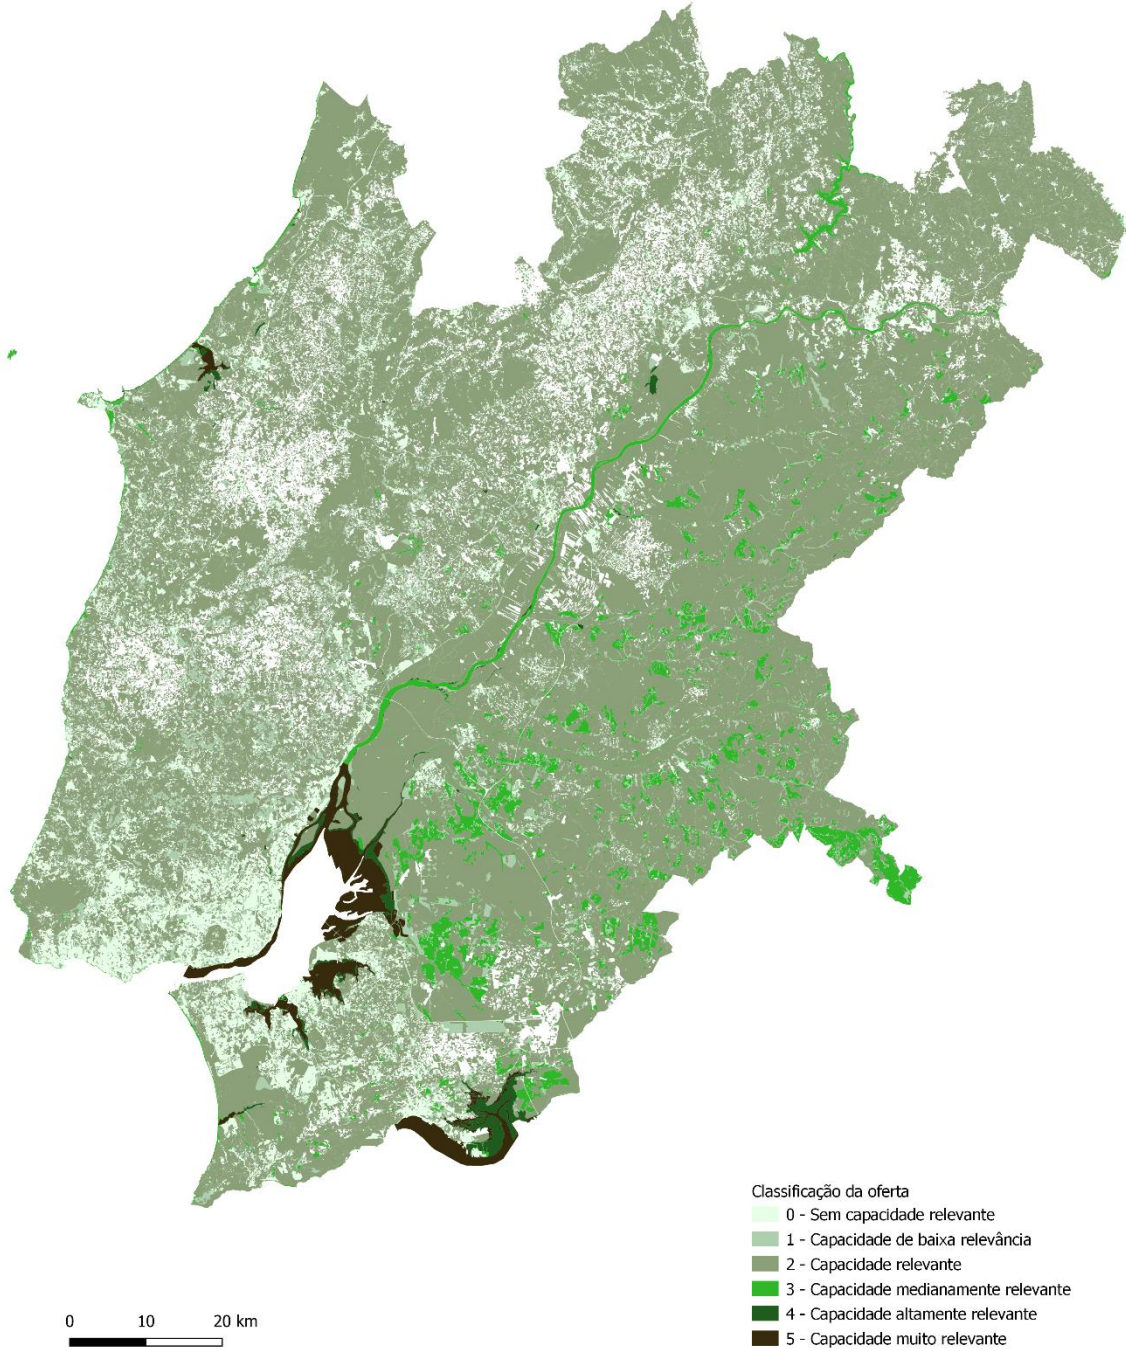 Classificação da oferta
0 - Sem capacidade relevante
1 - Capacidade de baixa relevância
2 - Capacidade relevante
3 - Capacidade medianamente relevante
4 - Capacidade altamente relevante
5 - Capacidade muito relevante
0 10 20 km